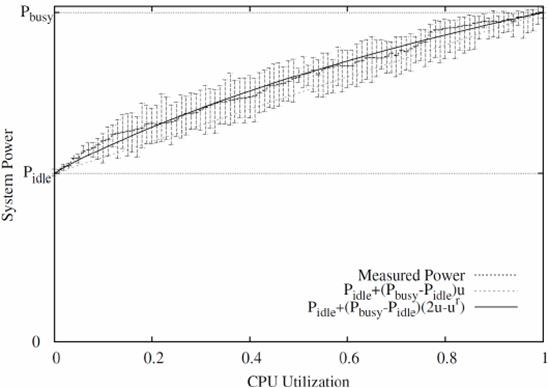 P_busy
P_idle
System Power
0
Measured Power
P_idle+(P_busy-P_idle)u
P_idle+(P_busy-P_idle)(2u-u^r)
0 0.2 0.4 0.6 0.8 1
CPU Utilization